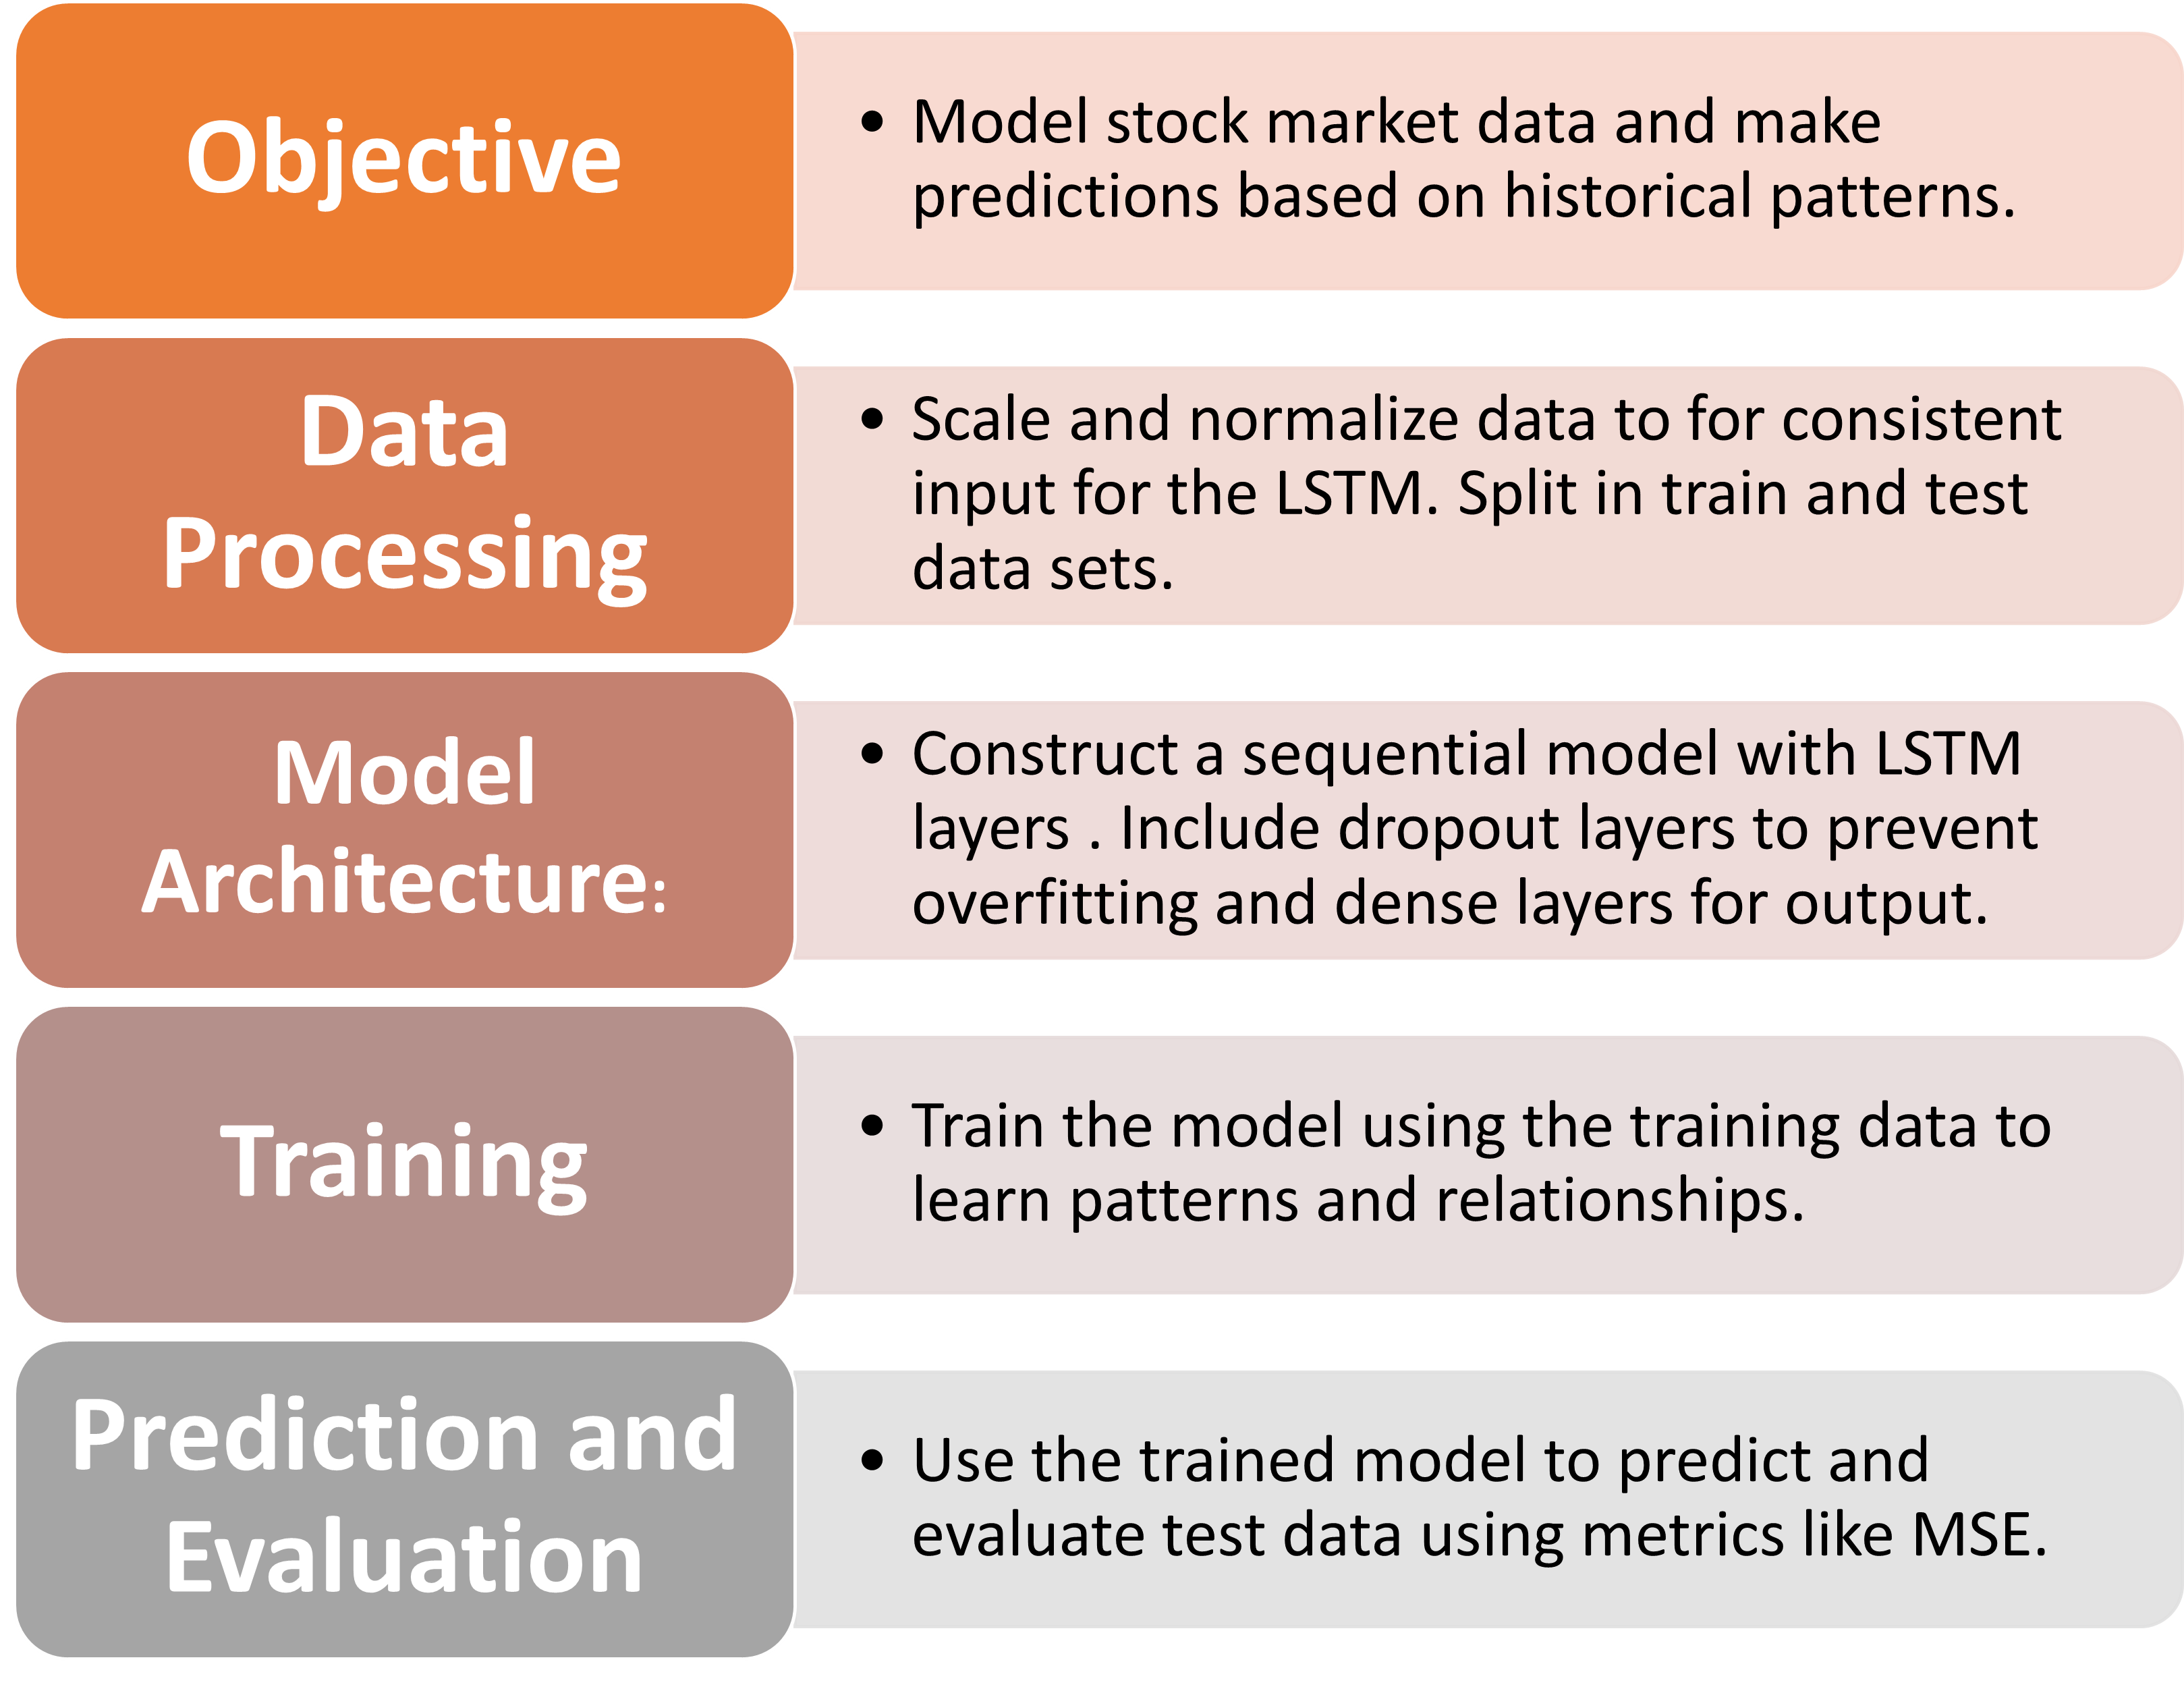 Objective
• Model stock market data and make
predictions based on historical patterns.
Data
Processing
• Scale and normalize data to for consistent
input for the LSTM. Split in train and test
data sets.
Model
Architecture:
• Construct a sequential model with LSTM
layers . Include dropout layers to prevent
overfitting and dense layers for output.
Training
• Train the model using the training data to
learn patterns and relationships.
Prediction and
Evaluation
• Use the trained model to predict and
evaluate test data using metrics like MSE.